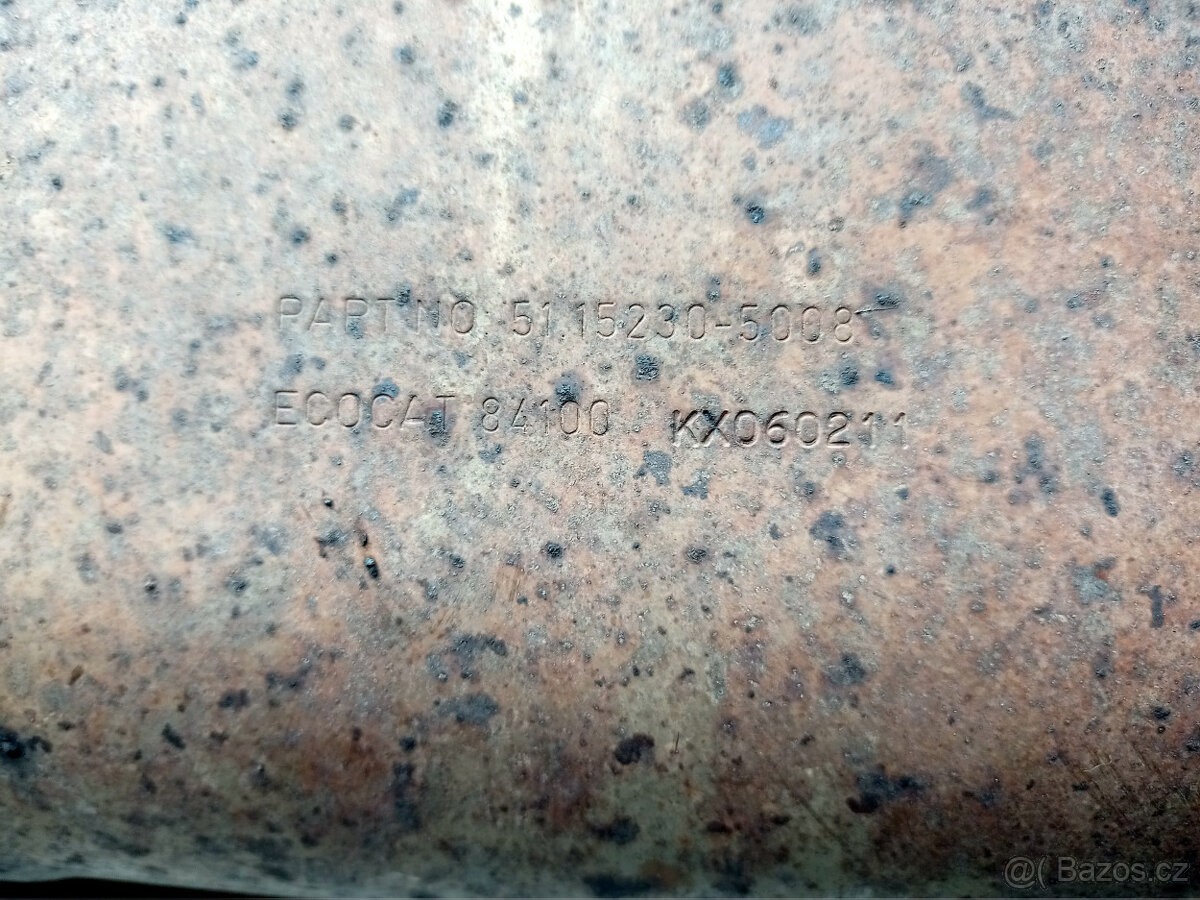 PART NO 51.15230-5008
ECOCAT 84100 KX060211
@( Bazos.cz